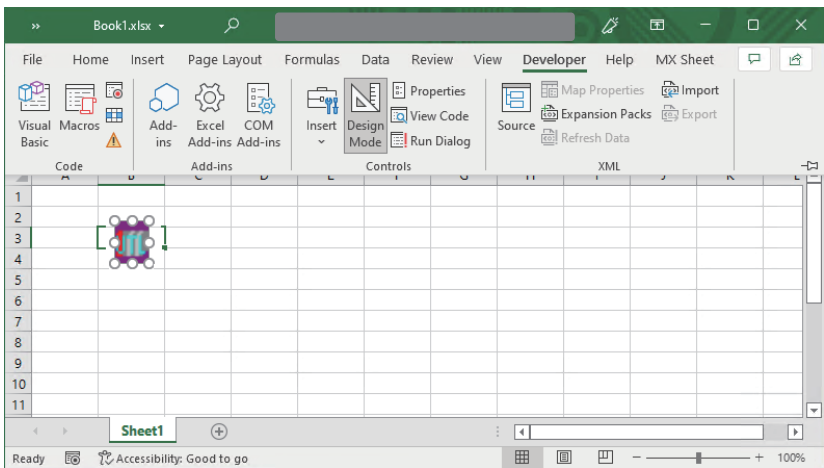 Book1.xlsx
File Home Insert Page Layout Formulas Data Review View Developer Help MX Sheet
Visual Basic
Macros
Add-ins
Excel Add-ins
COM Add-ins
Insert
Design Mode
Properties
View Code
Run Dialog
Source
Map Properties
Expansion Packs
Refresh Data
Import
Export
Code Add-ins Controls XML
1
2
3
4
5
6
7
8
9
10
11
Sheet1
Ready Accessibility: Good to go 100%